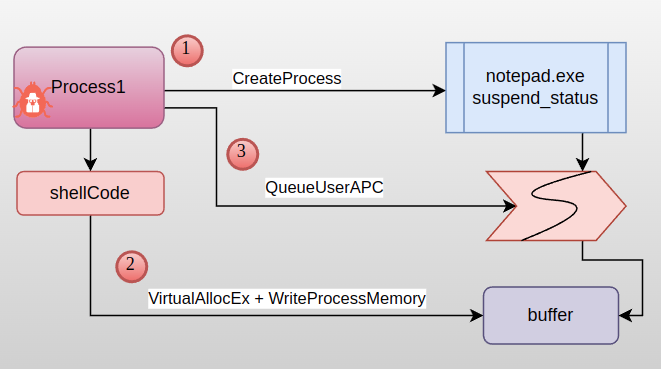 1
CreateProcess
notepad.exe
suspend_status
Process1
3
QueueUserAPC
shellCode
2
VirtualAllocEx + WriteProcessMemory
buffer